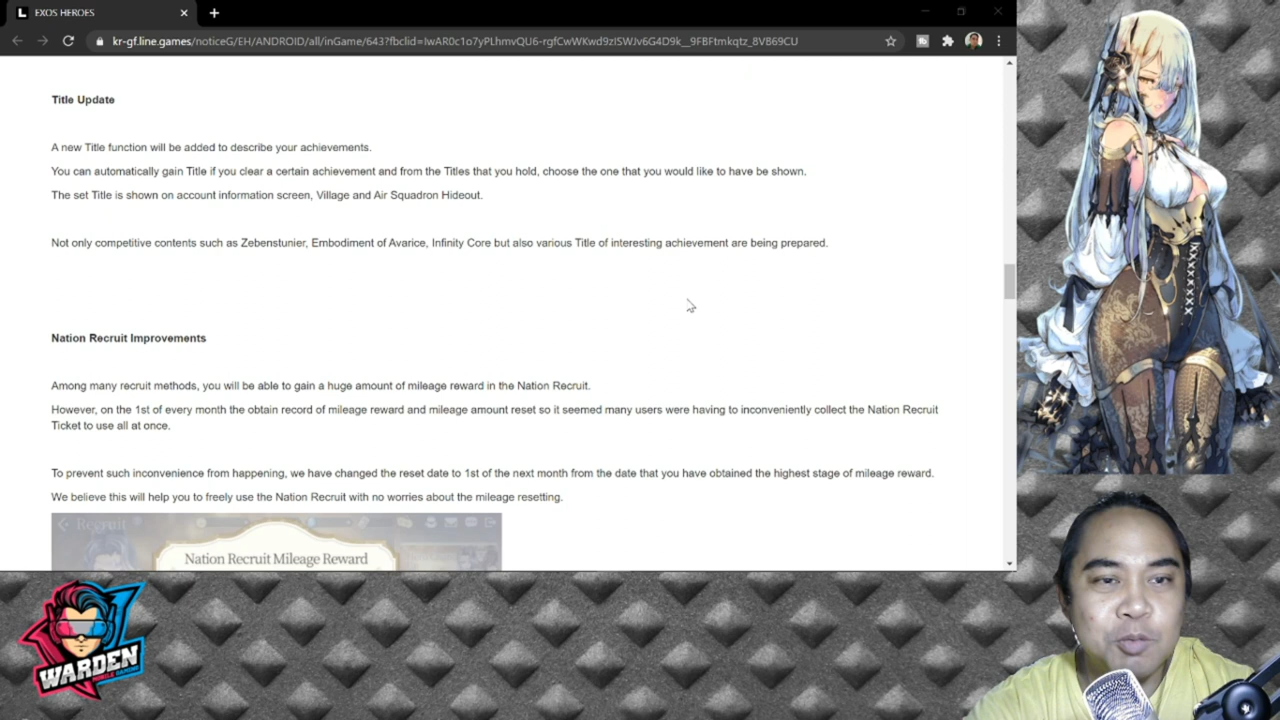 EXOS HEROES
kr-gf.line.games/noticeG/EH/ANDROID/all/inGame/643?fbclid=IwAR0c1o7yPLhmvQU6-rgfCwWKwd9zISWJv6G4D9k__9FBFtmkqtz_8VB69CU
Title Update
A new Title function will be added to describe your achievements.
You can automatically gain Title if you clear a certain achievement and from the Titles that you hold, choose the one that you would like to have be shown.
The set Title is shown on account information screen, Village and Air Squadron Hideout.
Not only competitive contents such as Zebenstunier, Embodiment of Avarice, Infinity Core but also various Title of interesting achievement are being prepared.
Nation Recruit Improvements
Among many recruit methods, you will be able to gain a huge amount of mileage reward in the Nation Recruit.
However, on the 1st of every month the obtain record of mileage reward and mileage amount reset so it seemed many users were having to inconveniently collect the Nation Recruit
Ticket to use all at once.
To prevent such inconvenience from happening, we have changed the reset date to 1st of the next month from the date that you have obtained the highest stage of mileage reward.
We believe this will help you to freely use the Nation Recruit with no worries about the mileage resetting.
Recruit
Nation Recruit Mileage Reward
WARDEN
MOBILE GAMING